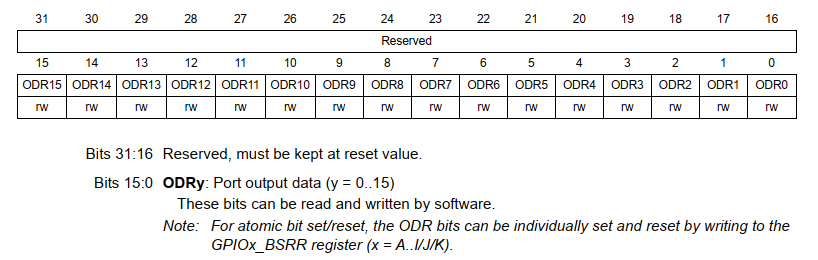 31 30 29 28 27 26 25 24 23 22 21 20 19 18 17 16
Reserved
15 14 13 12 11 10 9 8 7 6 5 4 3 2 1 0
ODR15 ODR14 ODR13 ODR12 ODR11 ODR10 ODR9 ODR8 ODR7 ODR6 ODR5 ODR4 ODR3 ODR2 ODR1 ODR0
rw rw rw rw rw rw rw rw rw rw rw rw rw rw rw rw
Bits 31:16 Reserved, must be kept at reset value.
Bits 15:0 ODRy: Port output data (y = 0..15)
These bits can be read and written by software.
Note: For atomic bit set/reset, the ODR bits can be individually set and reset by writing to the
GPIOx_BSRR register (x = A..I/J/K).